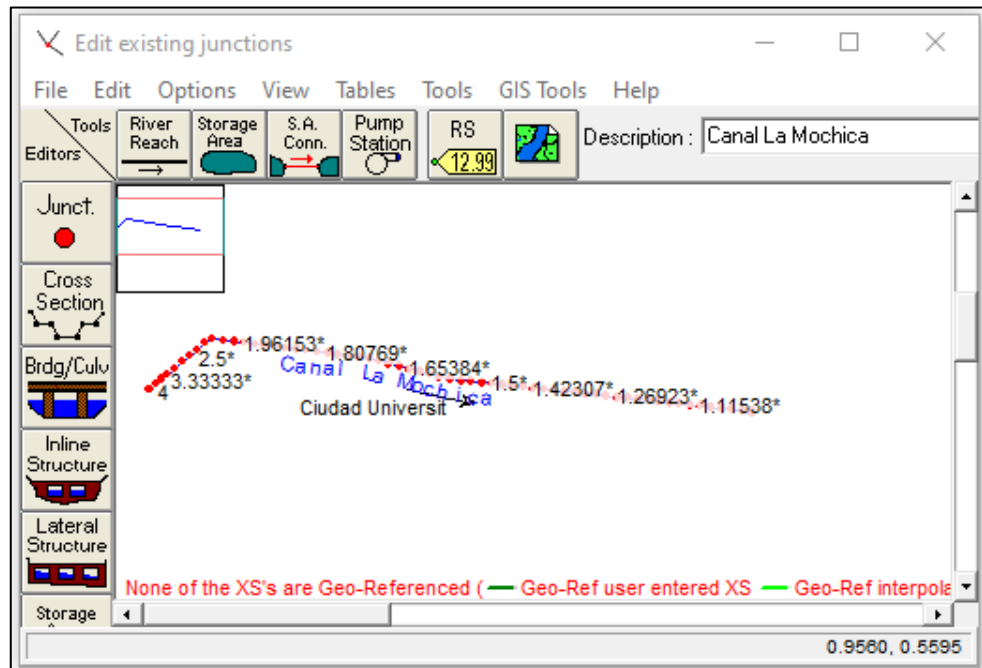 Edit existing junctions
File Edit Options View Tables Tools GIS Tools Help
Tools
Editors
River
Reach
Storage
Area
S.A.
Conn.
Pump
Station
RS
12.99
Description : Canal La Mochica
Junct.
Cross
Section
Brdg/Culv
Inline
Structure
Lateral
Structure
Storage
1.96153*
1.80769*
1.65384*
1.5*
1.42307*
1.26923*
1.11538*
2.5*
3.33333*
4
Canal La Mochica
Ciudad Universit
None of the XS's are Geo-Referenced ( Geo-Ref user entered XS Geo-Ref interpola
0.9560, 0.5595